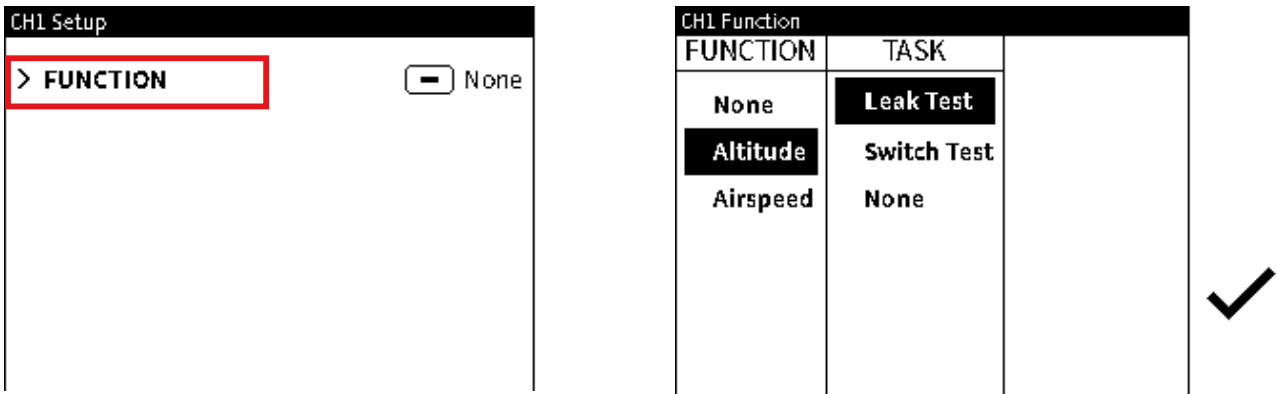 CH1 Setup
> FUNCTION None
CH1 Function
FUNCTION TASK
None Leak Test
Altitude Switch Test
Airspeed None